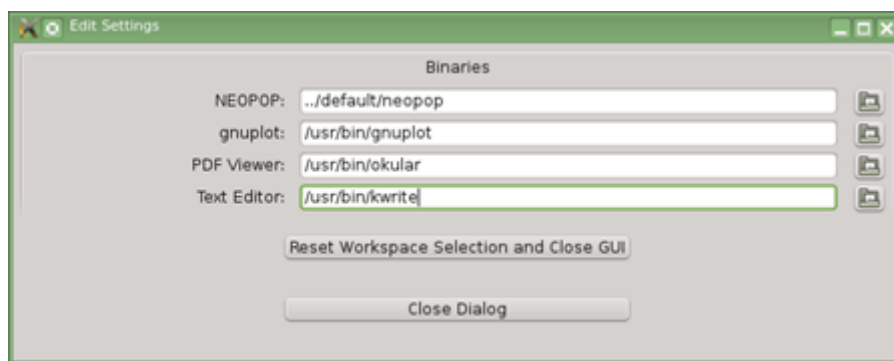 Edit Settings
Binaries
NEOPOP: ../default/neopop
gnuplot: /usr/bin/gnuplot
PDF Viewer: /usr/bin/okular
Text Editor: /usr/bin/kwrite
Reset Workspace Selection and Close GUI
Close Dialog